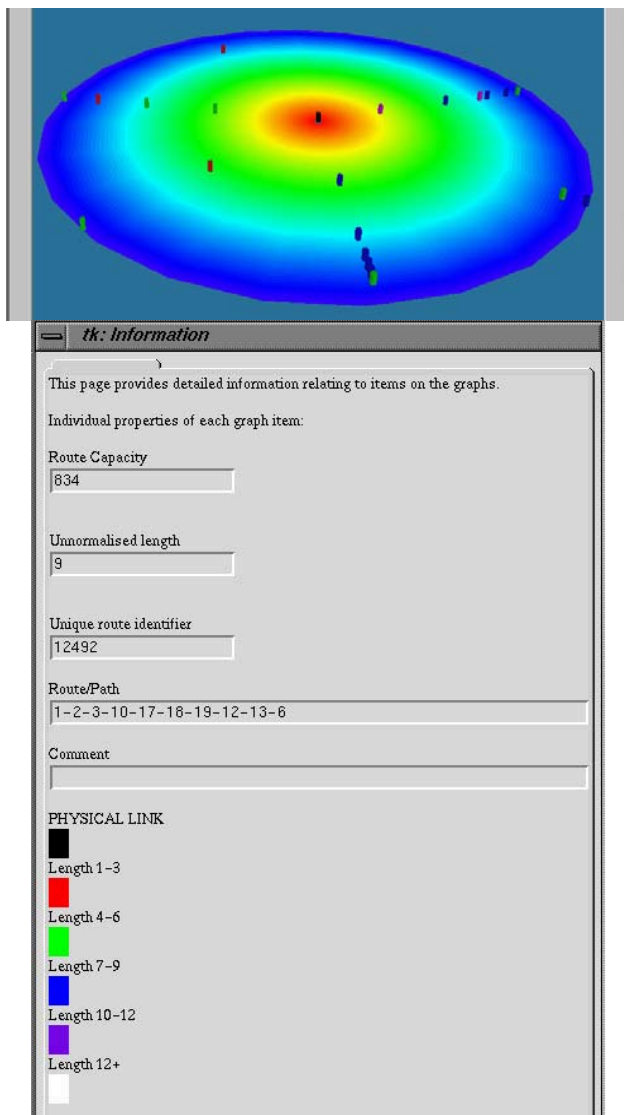 tk: Information
This page provides detailed information relating to items on the graphs.
Individual properties of each graph item:
Route Capacity
834
Unnormalised length
9
Unique route identifier
12492
Route/Path
1-2-3-10-17-18-19-12-13-6
Comment
PHYSICAL LINK
Length 1-3
Length 4-6
Length 7-9
Length 10-12
Length 12+